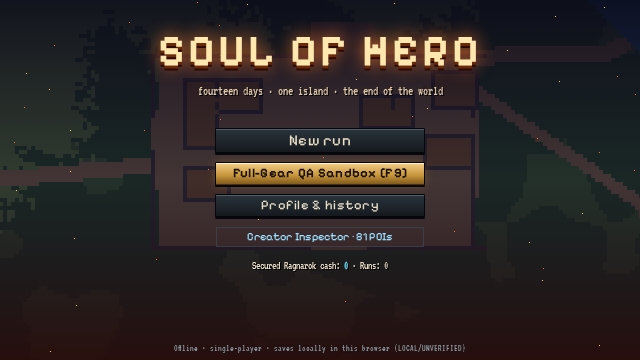 SOUL OF HERO
fourteen days · one island · the end of the world
New run
Full-Gear QA Sandbox (F9)
Profile & history
Creator Inspector · 81 POIs
Secured Ragnarok cash: 0 · Runs: 0
Offline · single-player · saves locally in this browser (LOCAL/UNVERIFIED)